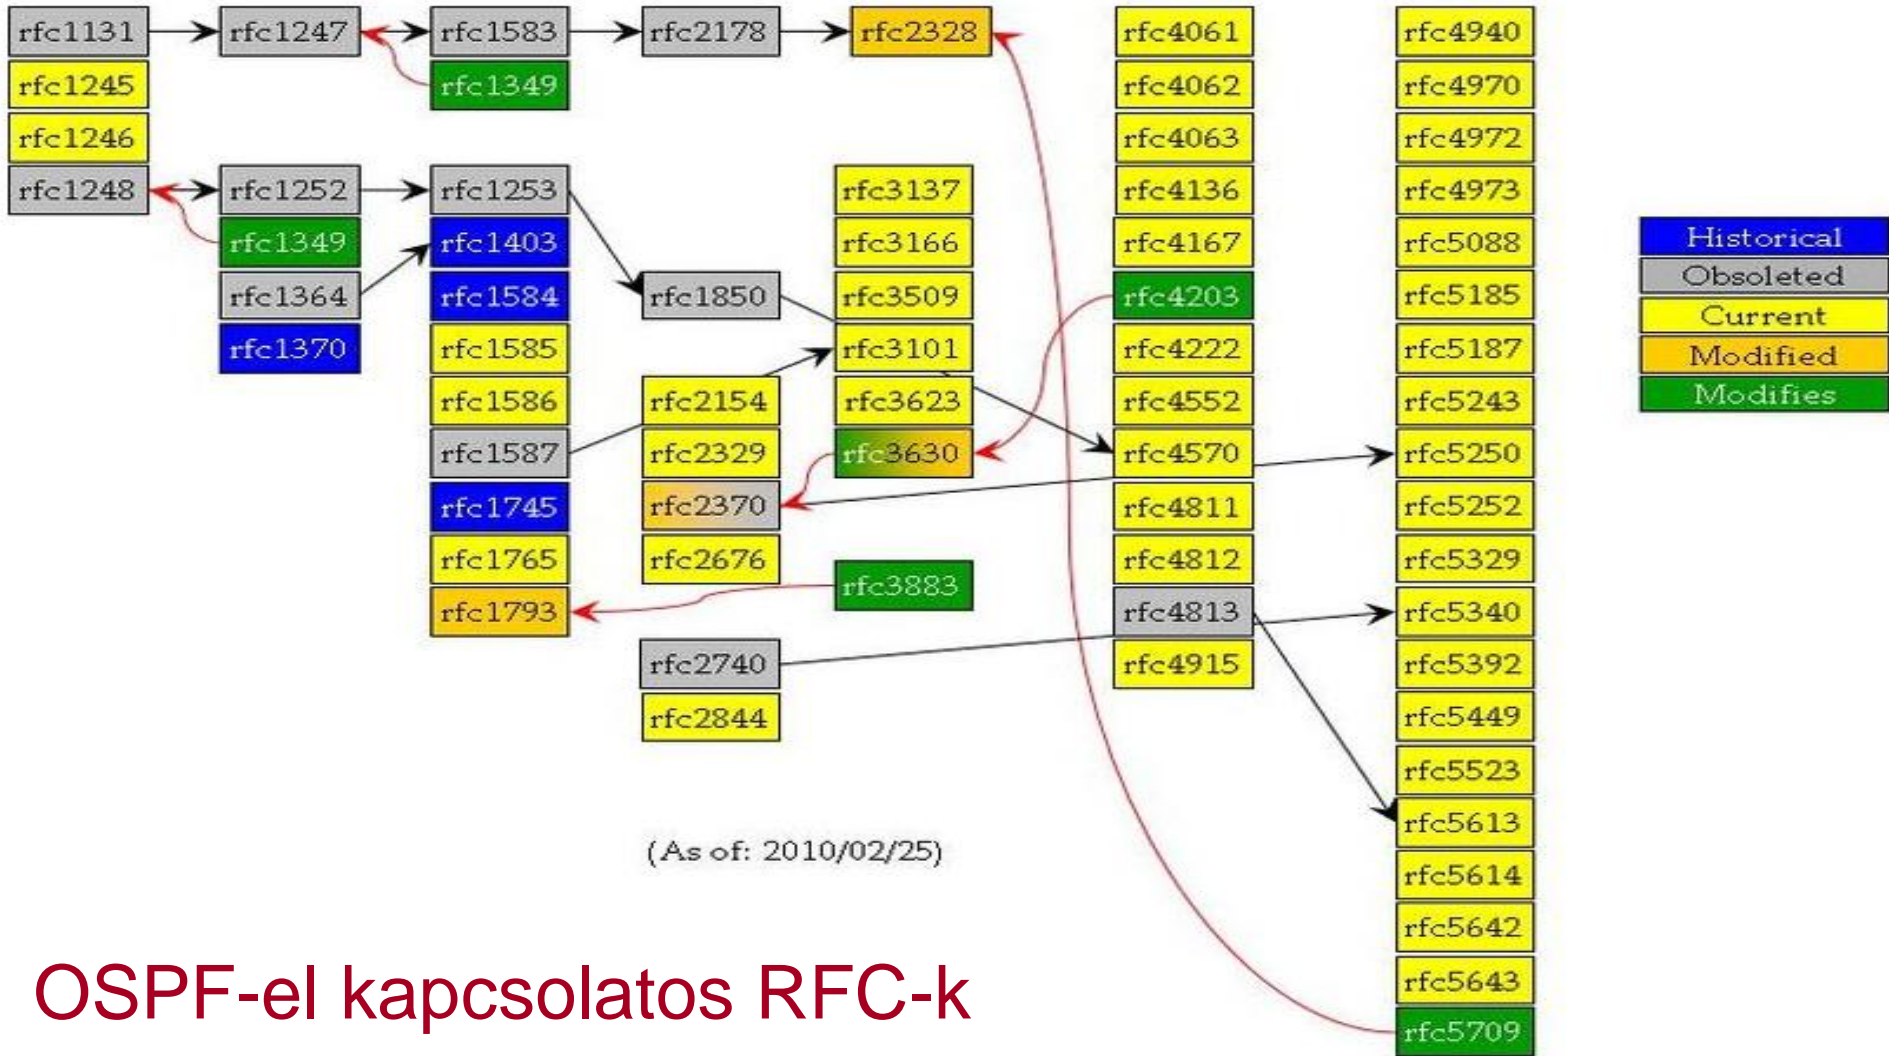 rfc1131 rfc1247 rfc1583 rfc2178 rfc2328 rfc4061 rfc4940
rfc1245 rfc1349 rfc4062 rfc4970
rfc1246 rfc4063 rfc4972
rfc1248 rfc1252 rfc1253 rfc3137 rfc4136 rfc4973
rfc1349 rfc1403 rfc3166 rfc4167 rfc5088 Historical
rfc1364 rfc1584 rfc1850 rfc3509 rfc4203 rfc5185 Obsoleted
Current
rfc1370 rfc1585 rfc3101 rfc4222 rfc5187 Modified
rfc1586 rfc2154 rfc3623 rfc4552 rfc5243 Modifies
rfc1587 rfc2329 rfc3630 rfc4570 rfc5250
rfc1745 rfc2370 rfc4811 rfc5252
rfc1765 rfc2676 rfc4812 rfc5329
rfc3883
rfc1793 rfc4813 rfc5340
rfc2740 rfc4915 rfc5392
rfc2844 rfc5449
rfc5523
rfc5613
(As of: 2010/02/25)
rfc5614
rfc5642
rfc5643
OSPF-el kapcsolatos RFC-k
rfc5709